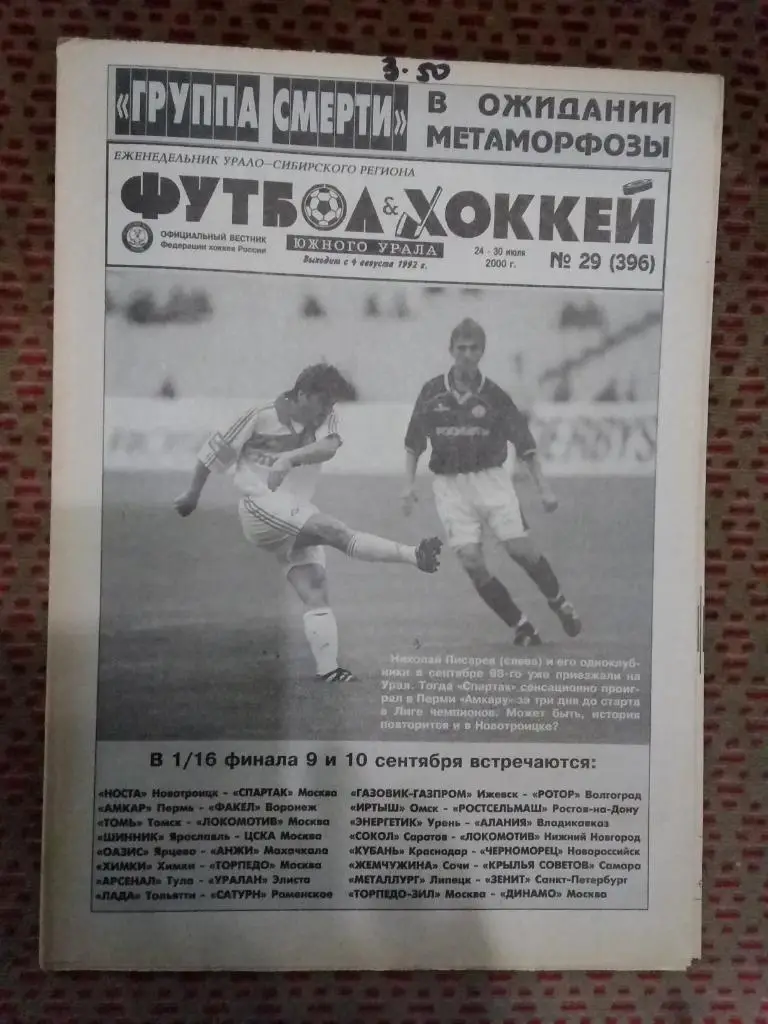 3.50
«ГРУППА СМЕРТИ» В ОЖИДАНИИ
МЕТАМОРФОЗЫ
ЕЖЕНЕДЕЛЬНИК УРАЛО-СИБИРСКОГО РЕГИОНА
ФУТБОЛ & ХОККЕЙ
ЮЖНОГО УРАЛА
ОФИЦИАЛЬНЫЙ ВЕСТНИК
Федерации хоккея России
Выходит с 4 августа 1992 г.
24 - 30 июля
2000 г.
№ 29 (396)
РОСНЕФТЬ
DERBYS
Николай Писарев (слева) и его одноклуб-
ники в сентябре 98-го уже приезжали на
Урал. Тогда «Спартак» сенсационно проиг-
рал в Перми «Амкару» за три дня до старта
в Лиге чемпионов. Может быть, история
повторится и в Новотроицке?
В 1/16 финала 9 и 10 сентября встречаются:
«НОСТА» Новотроицк - «СПАРТАК» Москва
«АМКАР» Пермь - «ФАКЕЛ» Воронеж
«ТОМЬ» Томск - «ЛОКОМОТИВ» Москва
«ШИННИК» Ярославль - ЦСКА Москва
«ОАЗИС» Ярцево - «АНЖИ» Махачкала
«ХИМКИ» Химки - «ТОРПЕДО» Москва
«АРСЕНАЛ» Тула - «УРАЛАН» Элиста
«ЛАДА» Тольятти - «САТУРН» Раменское
«ГАЗОВИК-ГАЗПРОМ» Ижевск - «РОТОР» Волгоград
«ИРТЫШ» Омск - «РОСТСЕЛЬМАШ» Ростов-на-Дону
«ЭНЕРГЕТИК» Урень - «АЛАНИЯ» Владикавказ
«СОКОЛ» Саратов - «ЛОКОМОТИВ» Нижний Новгород
«КУБАНЬ» Краснодар - «ЧЕРНОМОРЕЦ» Новороссийск
«ЖЕМЧУЖИНА» Сочи - «КРЫЛЬЯ СОВЕТОВ» Самара
«МЕТАЛЛУРГ» Липецк - «ЗЕНИТ» Санкт-Петербург
«ТОРПЕДО-ЗИЛ» Москва - «ДИНАМО» Москва